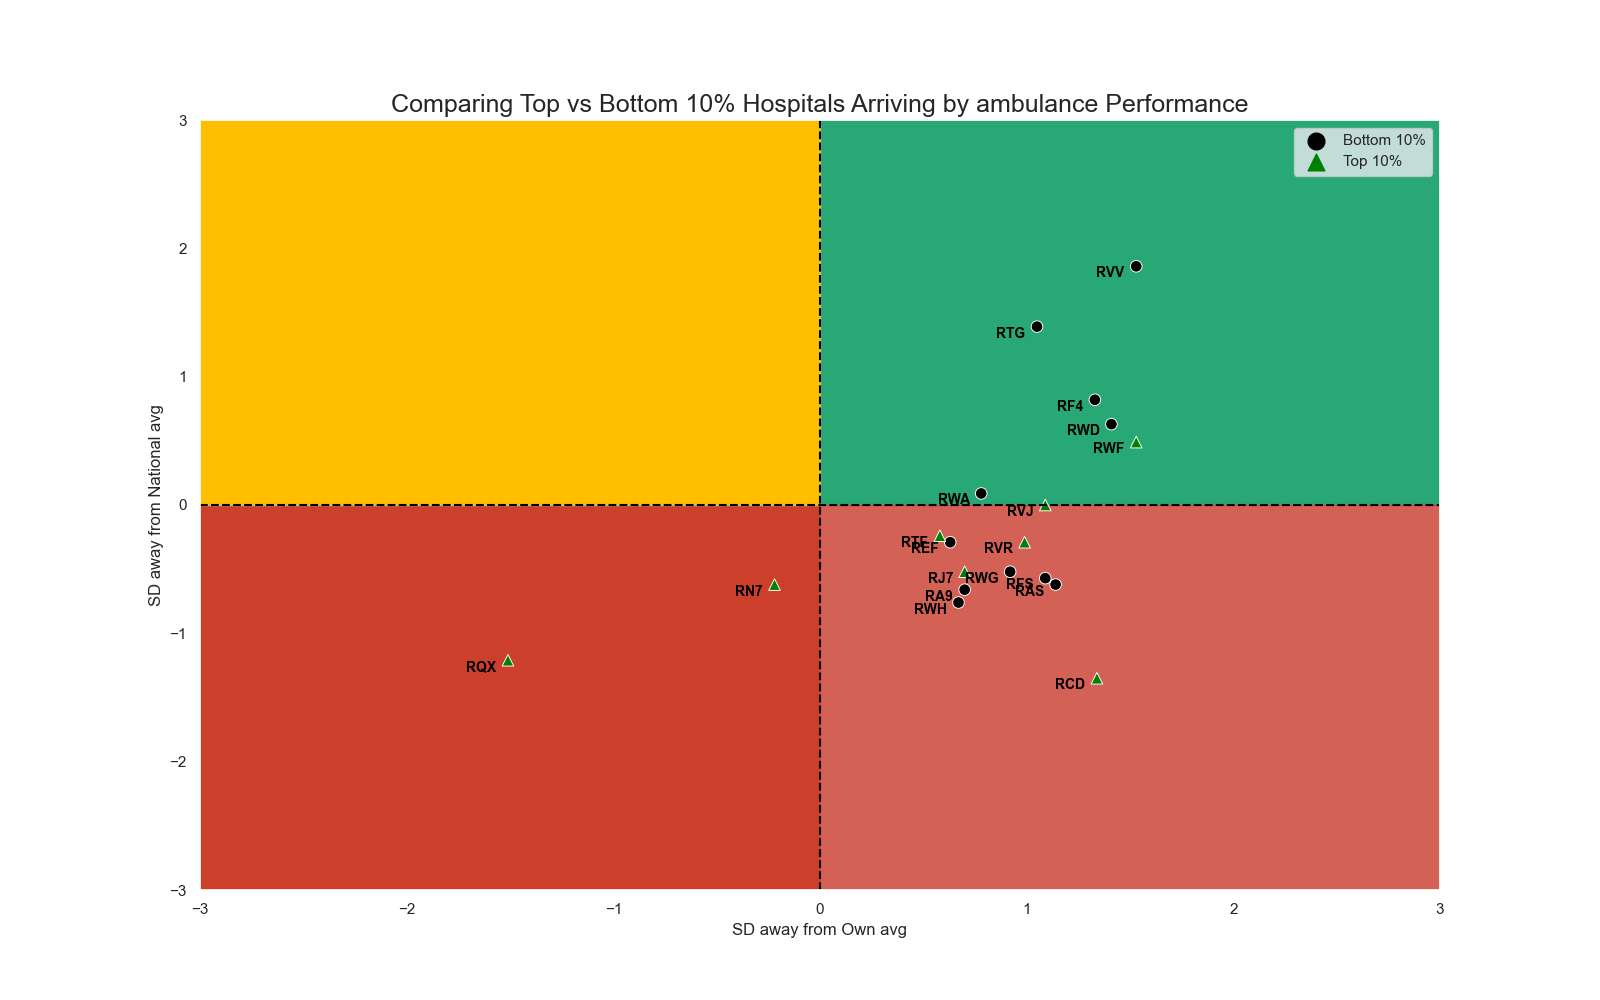 Comparing Top vs Bottom 10% Hospitals Arriving by ambulance Performance
Bottom 10%
Top 10%
3
2
1
0
−1
−2
−3
SD away from National avg
RVV
RTG
RF4
RWD
RWF
RWA
RVJ
RTF
REF
RVR
RJ7
RWG
RFS
RAS
RA9
RWH
RN7
RQX
RCD
−3
−2
−1
0
1
2
3
SD away from Own avg